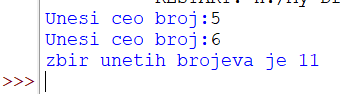 Unesi ceo broj:5
Unesi ceo broj:6
zbir unetih brojeva je 11
>>>